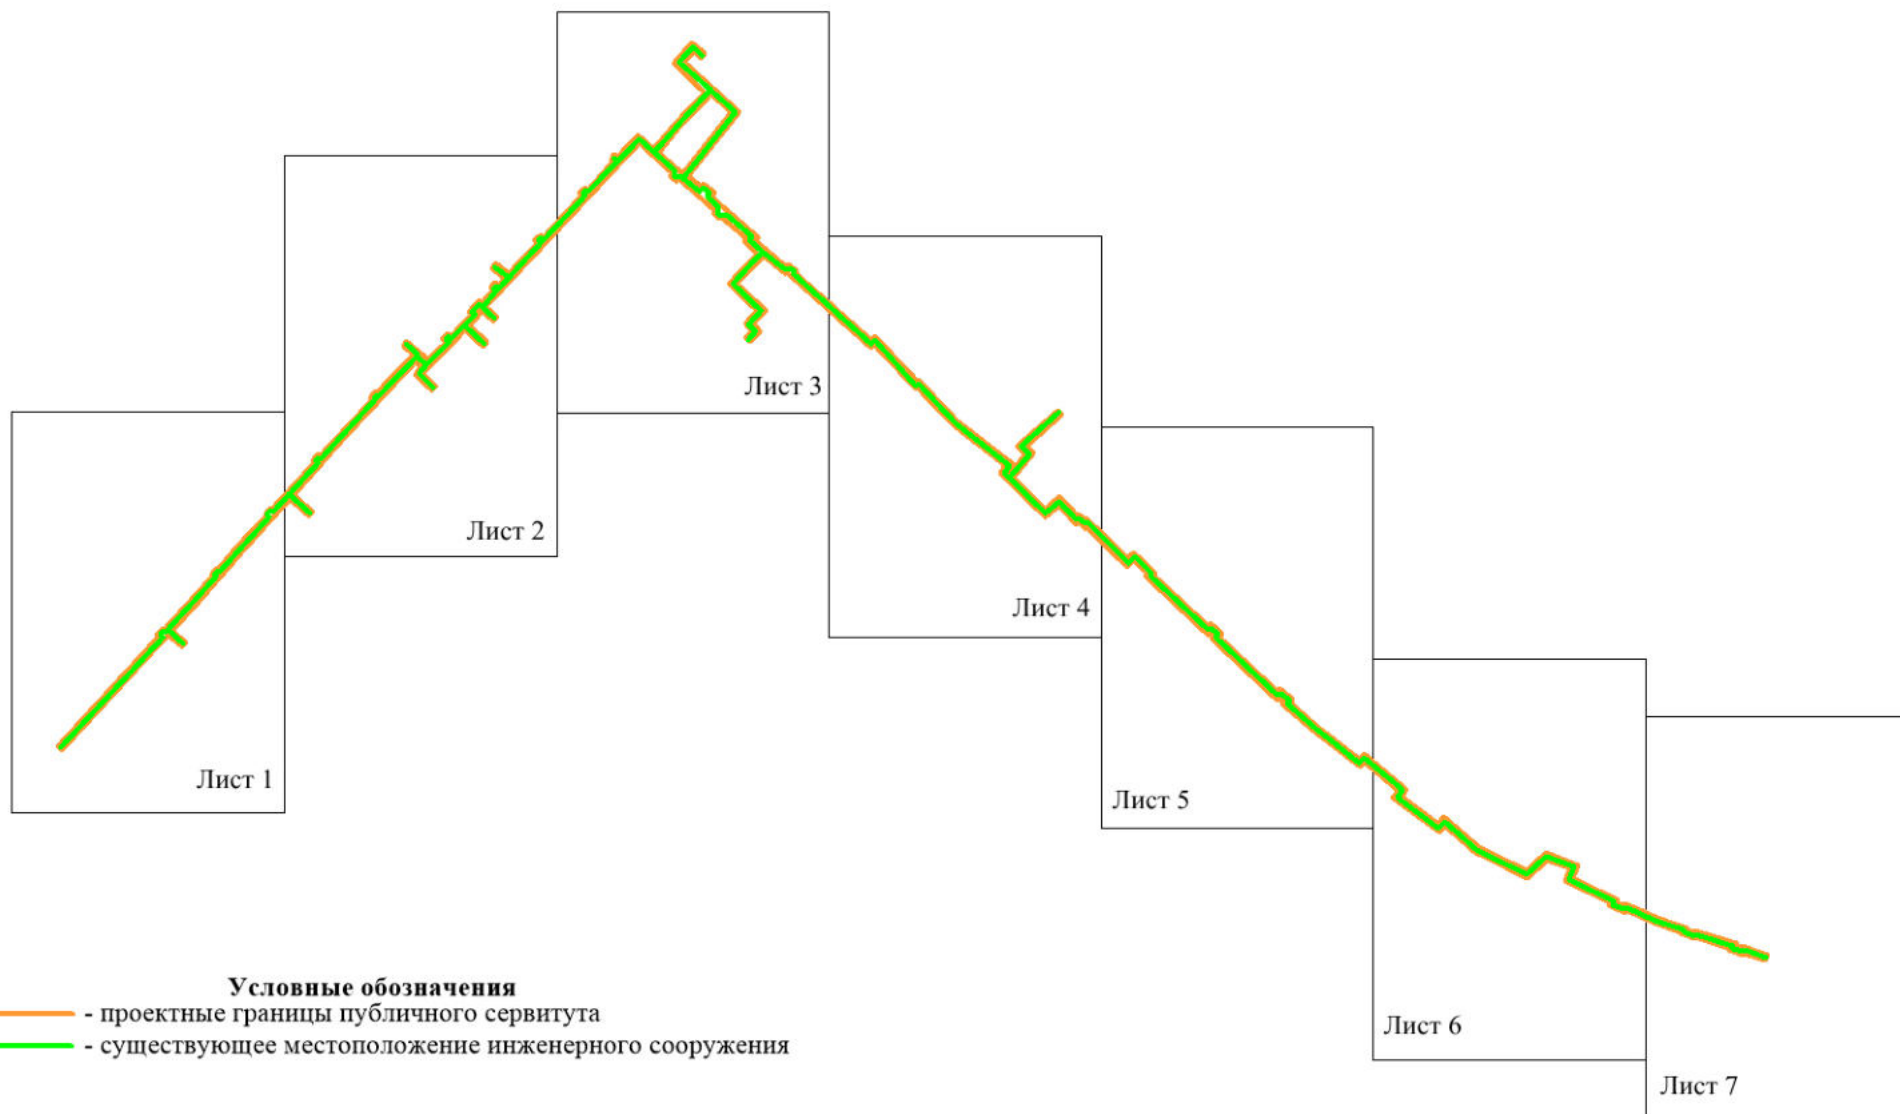 Лист 3
Лист 2
Лист 4
Лист 1
Лист 5
Условные обозначения
- проектные границы публичного сервитута
- существующее местоположение инженерного сооружения
Лист 6
Лист 7